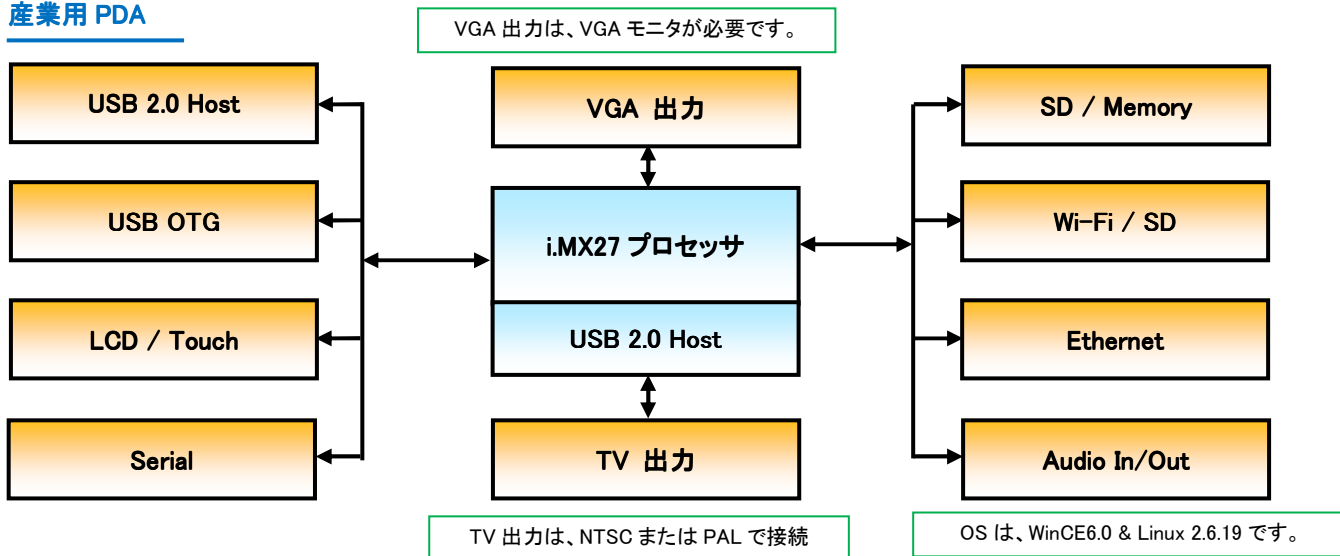 産業用 PDA
VGA 出力は、VGA モニタが必要です。
USB 2.0 Host
USB OTG
LCD / Touch
Serial
VGA 出力
i.MX27 プロセッサ
USB 2.0 Host
TV 出力
SD / Memory
Wi-Fi / SD
Ethernet
Audio In/Out
TV 出力は、NTSC または PAL で接続
OS は、WinCE6.0 & Linux 2.6.19 です。